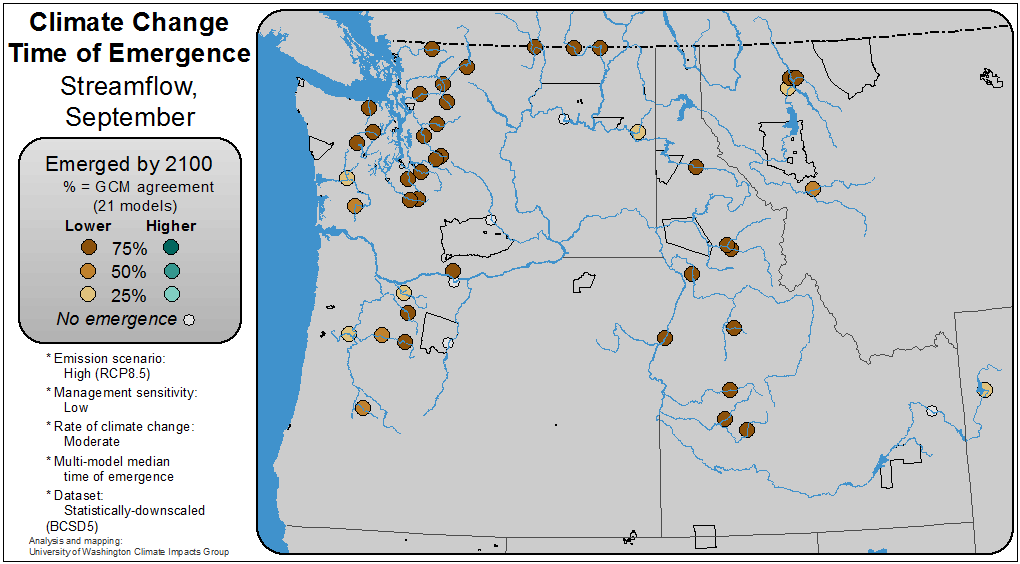 Climate Change
Time of Emergence
Streamflow,
September
Emerged by 2100
% = GCM agreement
(21 models)
Lower Higher
75%
50%
25%
No emergence
* Emission scenario:
High (RCP8.5)
* Management sensitivity:
Low
* Rate of climate change:
Moderate
* Multi-model median
time of emergence
* Dataset:
Statistically-downscaled
(BCSD5)
Analysis and mapping:
University of Washington Climate Impacts Group